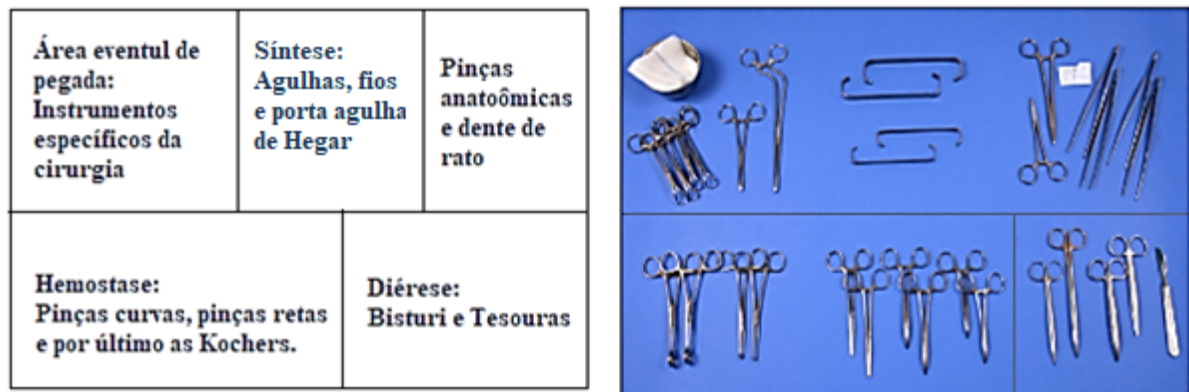 Área eventul de
pegada:
Instrumentos
específicos da
cirurgia
Síntese:
Agulhas, fios
e porta agulha
de Hegar
Pinças
anatoômicas
e dente de
rato
Hemostase:
Pinças curvas, pinças retas
e por último as Kochers.
Diérese:
Bisturi e Tesouras